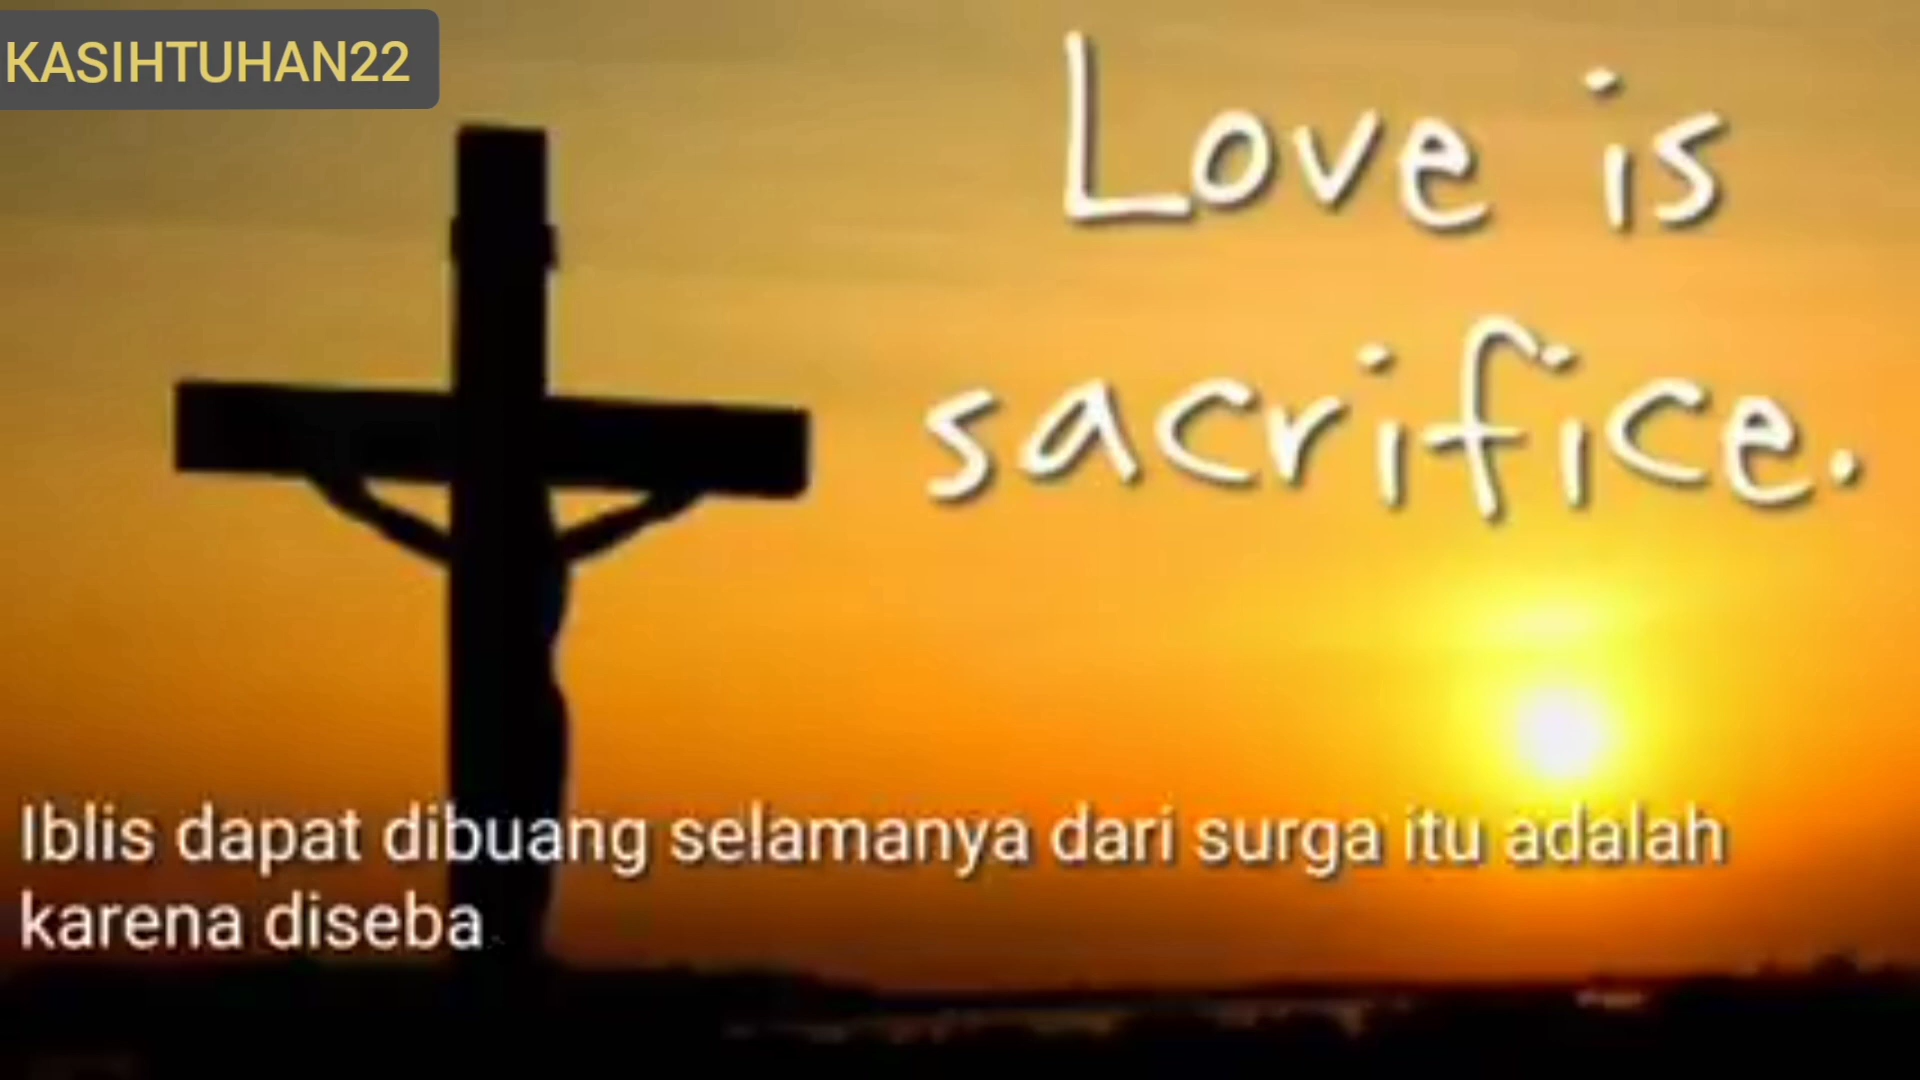 KASIHTUHAN22
Love is
sacrifice.
Iblis dapat dibuang selamanya dari surga itu adalah
karena diseba